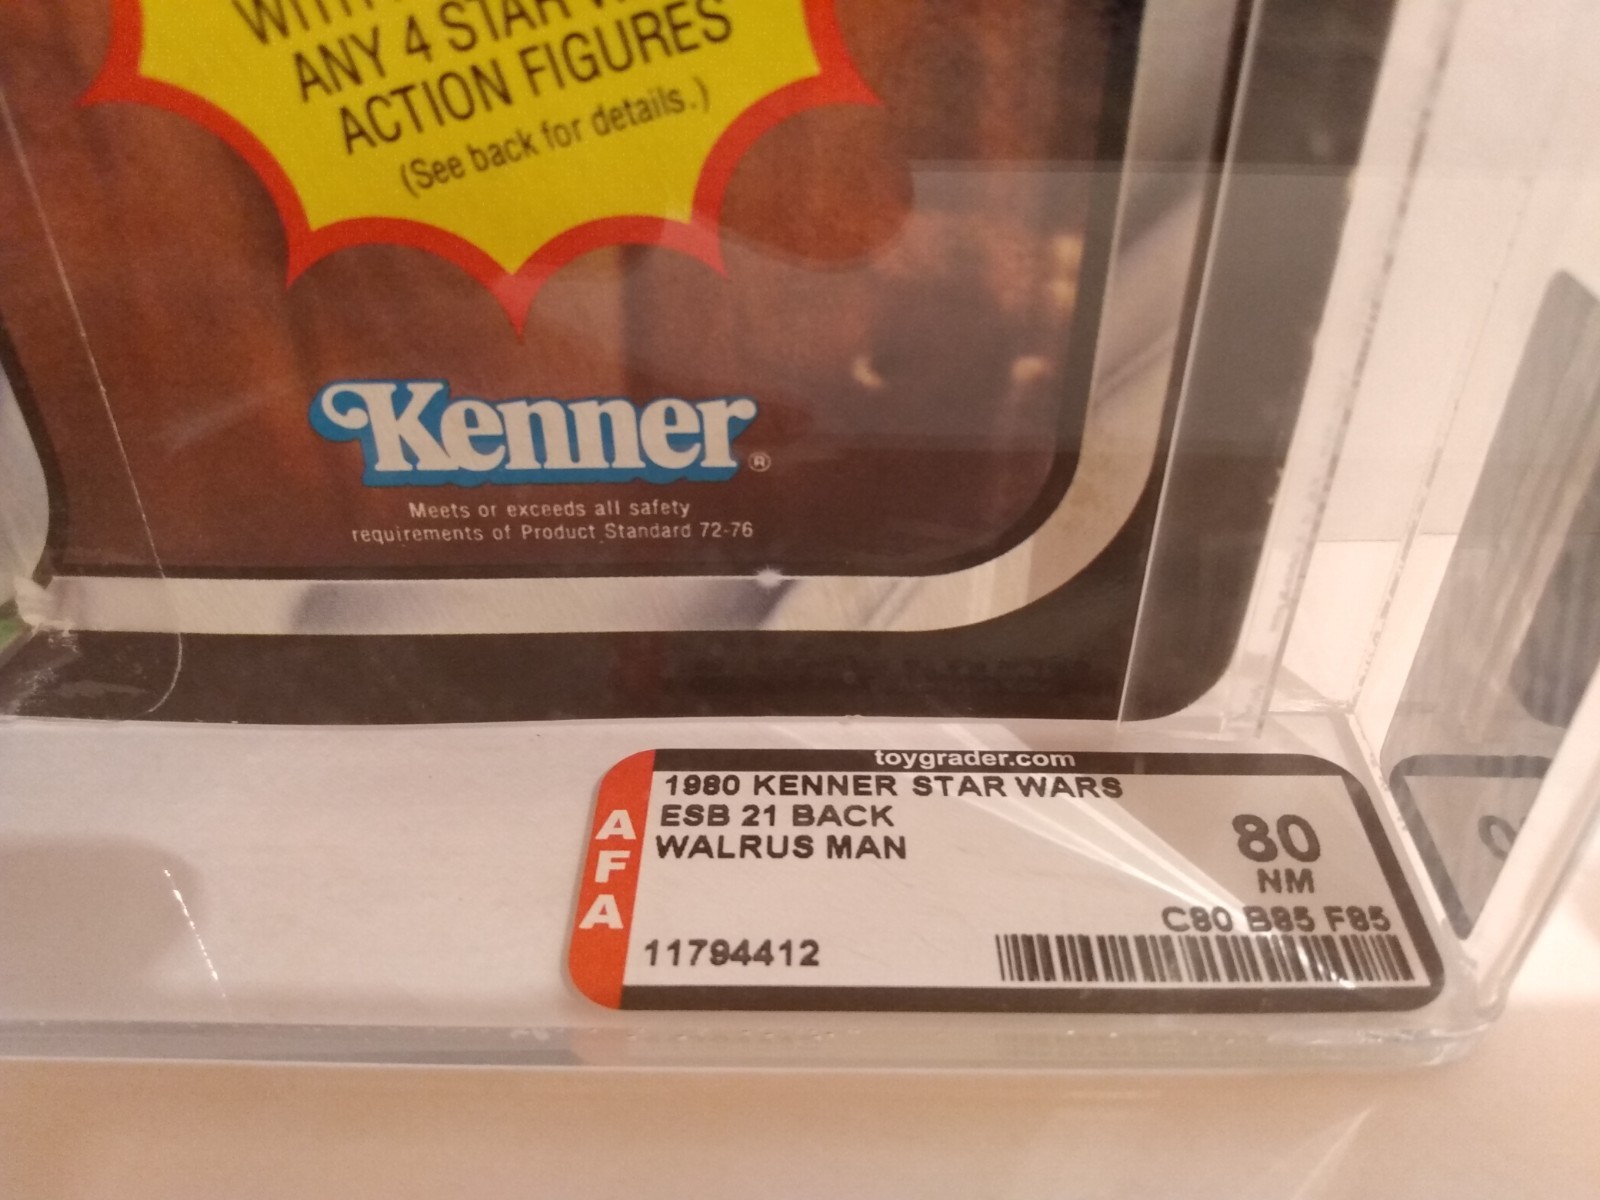 ANY 4 STAR
ACTION FIGURES
(See back for details.)
Kenner®
Meets or exceeds all safety
requirements of Product Standard 72-76
toygrader.com
AFA
1980 KENNER STAR WARS
ESB 21 BACK
WALRUS MAN
80
NM
C80 B85 F85
11794412